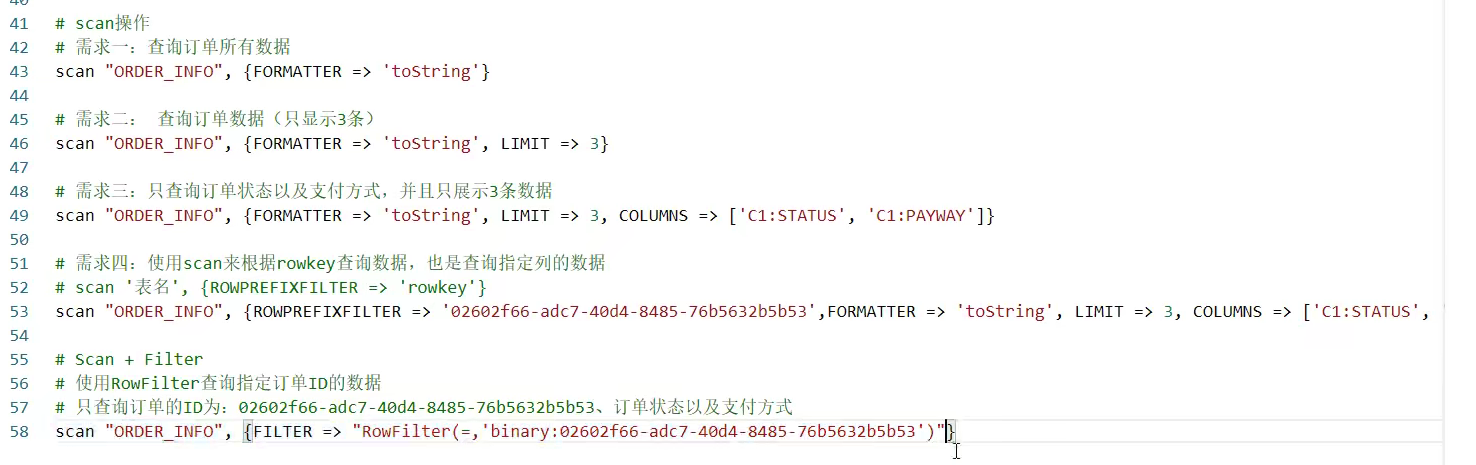 40
41 # scan操作
42 # 需求一：查询订单所有数据
43 scan "ORDER_INFO", {FORMATTER => 'toString'}
44
45 # 需求二： 查询订单数据（只显示3条）
46 scan "ORDER_INFO", {FORMATTER => 'toString', LIMIT => 3}
47
48 # 需求三：只查询订单状态以及支付方式，并且只展示3条数据
49 scan "ORDER_INFO", {FORMATTER => 'toString', LIMIT => 3, COLUMNS => ['C1:STATUS', 'C1:PAYWAY']}
50
51 # 需求四：使用scan来根据rowkey查询数据，也是查询指定列的数据
52 # scan '表名', {ROWPREFIXFILTER => 'rowkey'}
53 scan "ORDER_INFO", {ROWPREFIXFILTER => '02602f66-adc7-40d4-8485-76b5632b5b53',FORMATTER => 'toString', LIMIT => 3, COLUMNS => ['C1:STATUS', '
54
55 # Scan + Filter
56 # 使用RowFilter查询指定订单ID的数据
57 # 只查询订单的ID为：02602f66-adc7-40d4-8485-76b5632b5b53、订单状态以及支付方式
58 scan "ORDER_INFO", {FILTER => "RowFilter(=,'binary:02602f66-adc7-40d4-8485-76b5632b5b53')"}